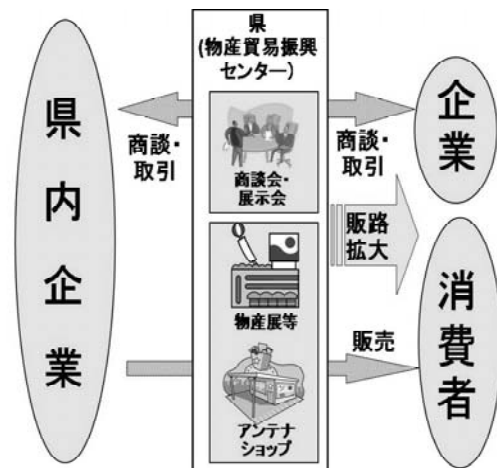 県
(物産貿易振興
センター)
県内企業
商談・
取引
商談会・
展示会
商談・
取引
企業
販路
拡大
物産展等
販売
消費者
アンテナ
ショップ